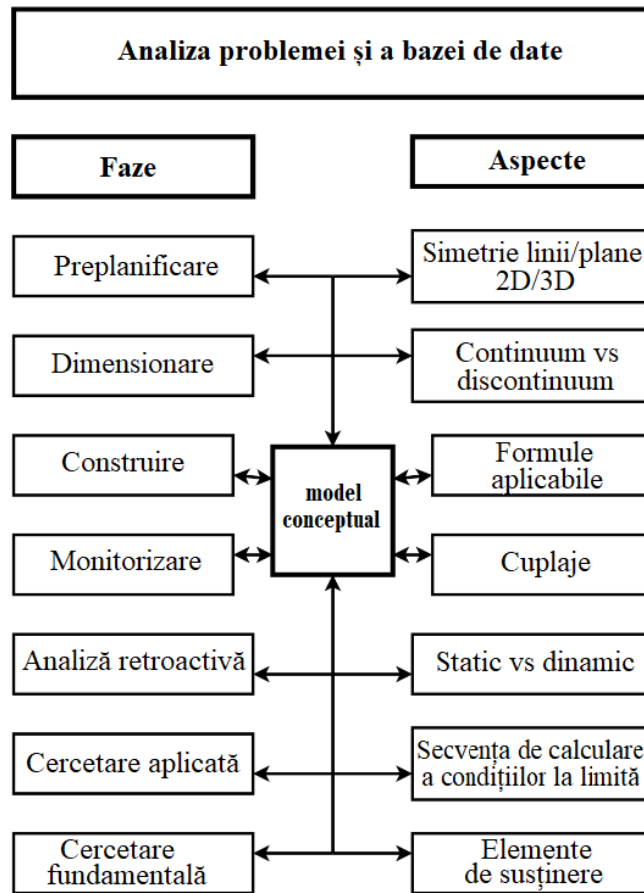 Analiza problemei și a bazei de date
Faze
Aspecte
Preplanificare
Simetrie linii/plane
2D/3D
Dimensionare
Continuum vs
discontinuum
Construire
Formule
aplicabile
model
conceptual
Monitorizare
Cuplaje
Analiză retroactivă
Static vs dinamic
Cercetare aplicată
Secvența de calculare
a condițiilor la limită
Cercetare
fundamentală
Elemente
de susținere